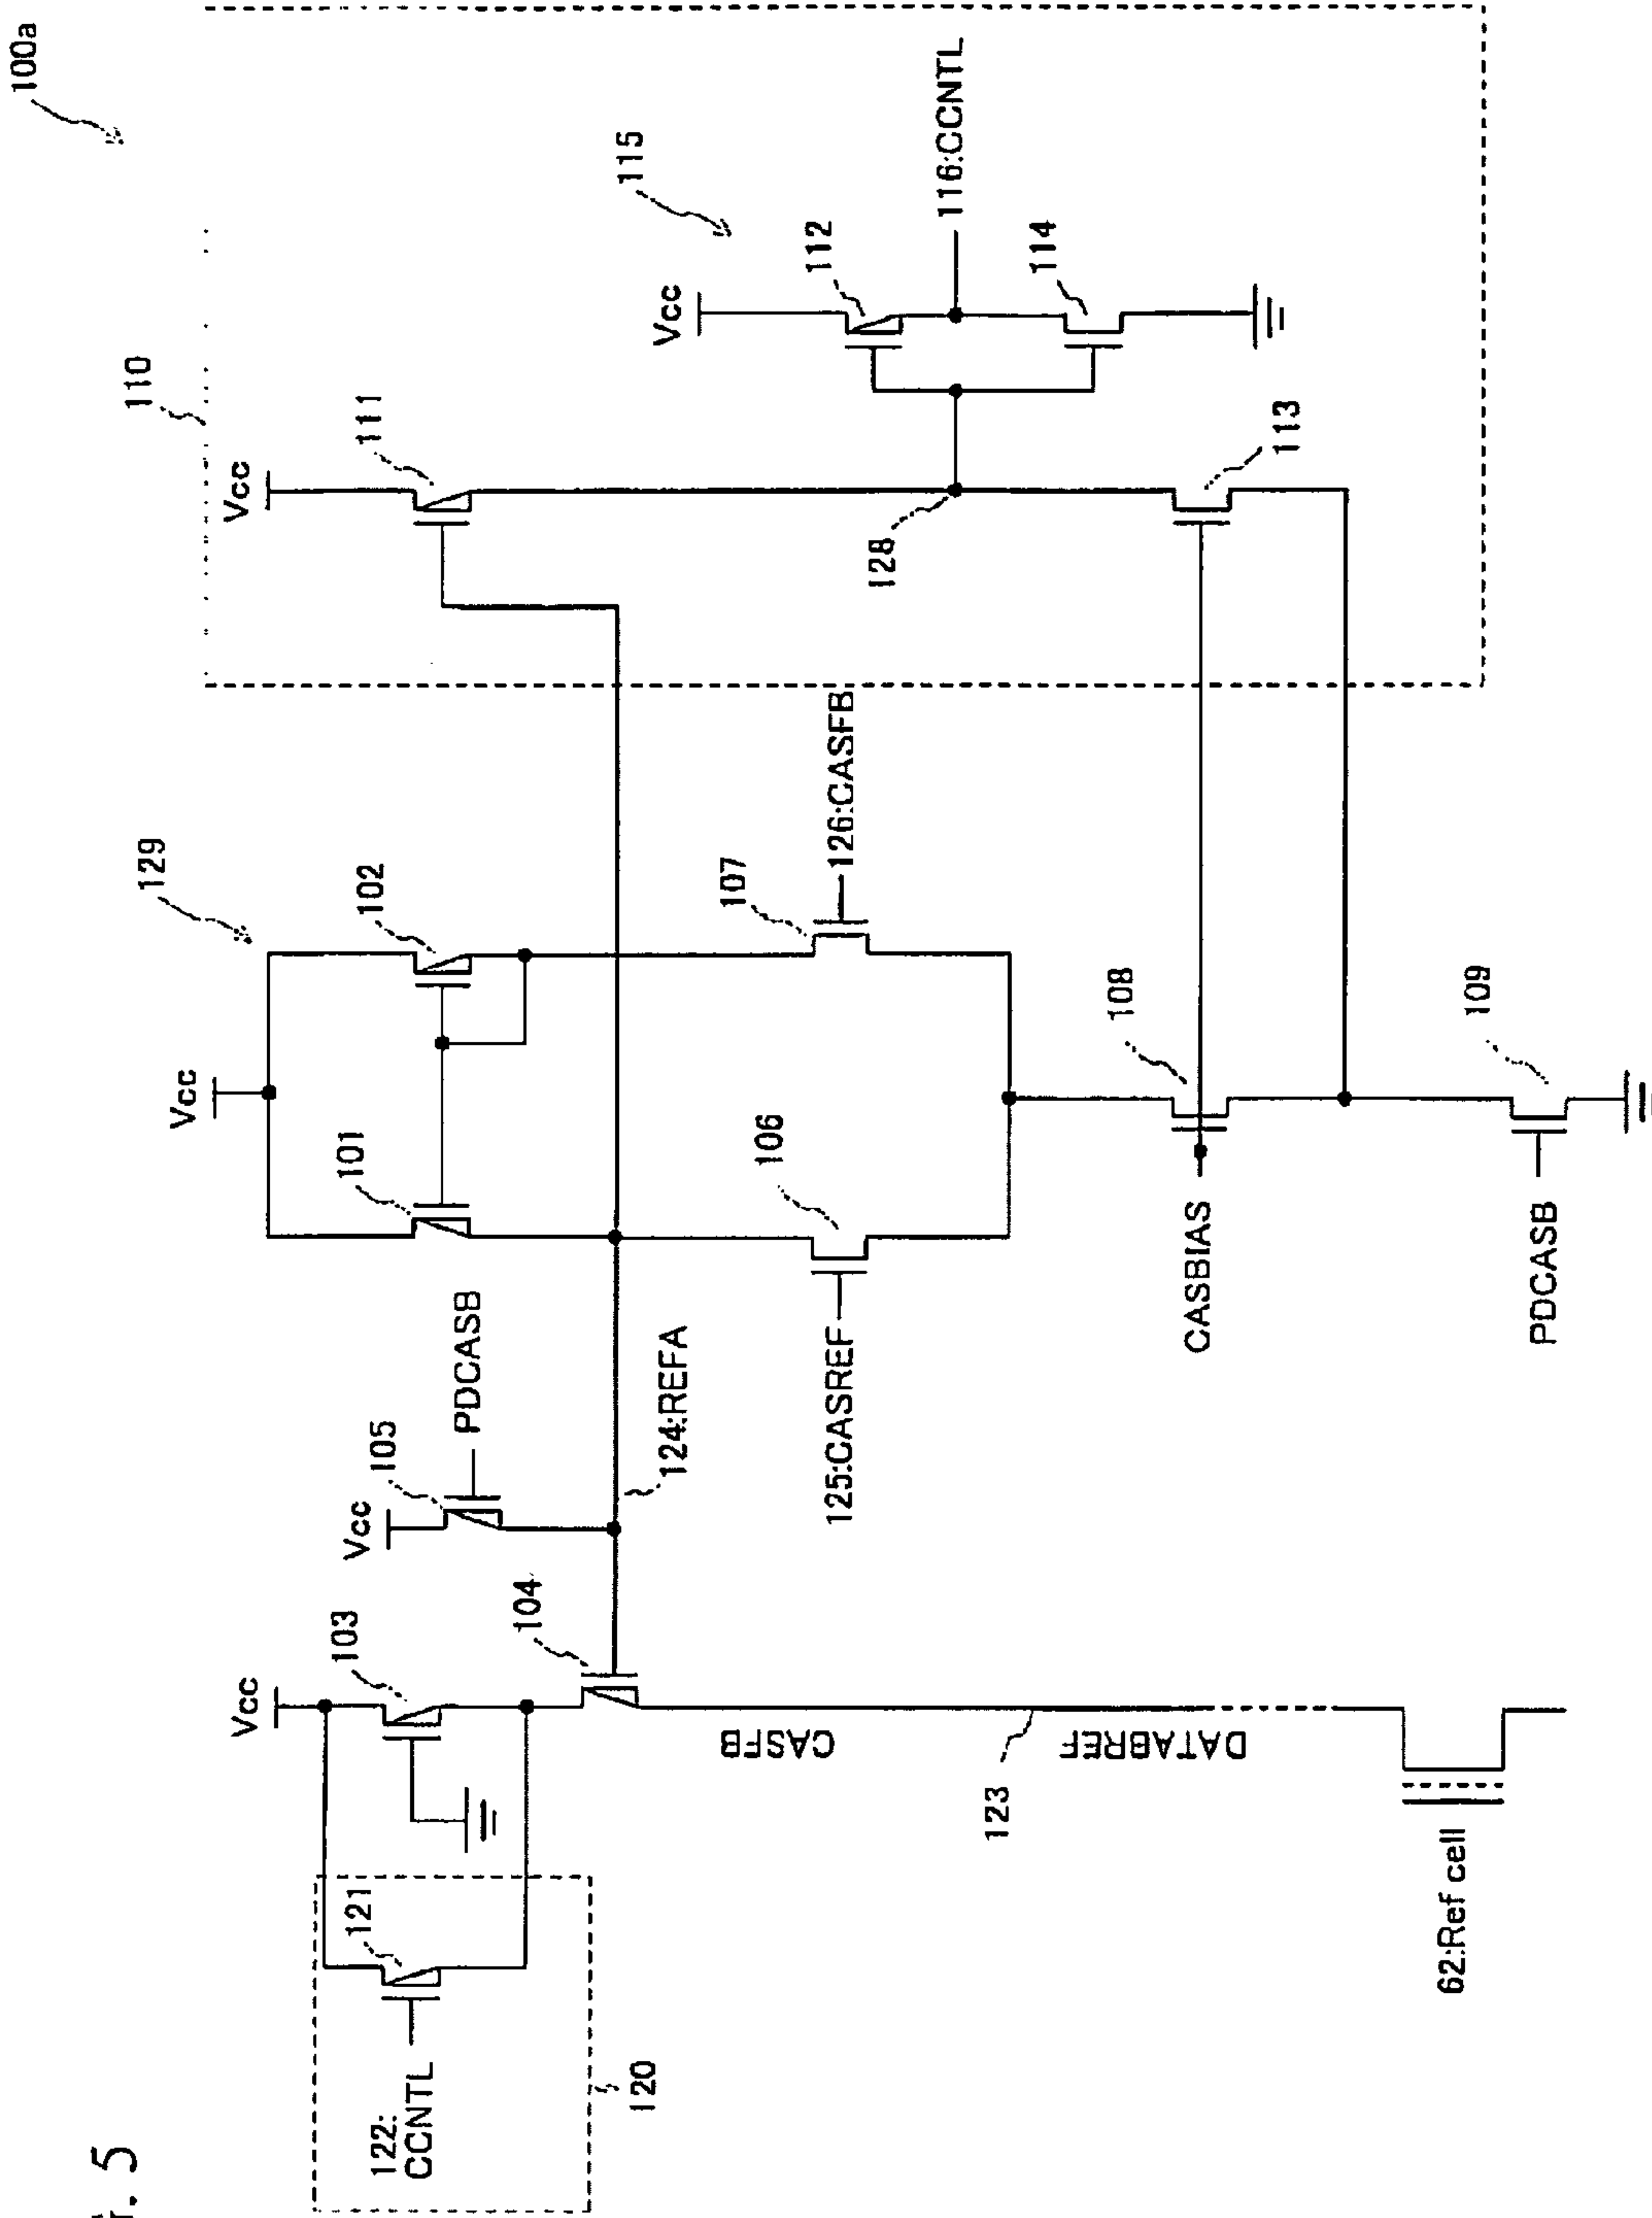 100a
110
115
Vcc
111
Vcc
112
116:CCNTL
128
114
113
129
Vcc
102
101
107
126:CASFB
106
125:CASREF
108
CASBIAS
109
PDCASB
Vcc
105
PDCASB
124:REFA
Vcc
103
104
CASFB
123
DATABREF
62:Ref cell
121
122:
CCNTL
120
5